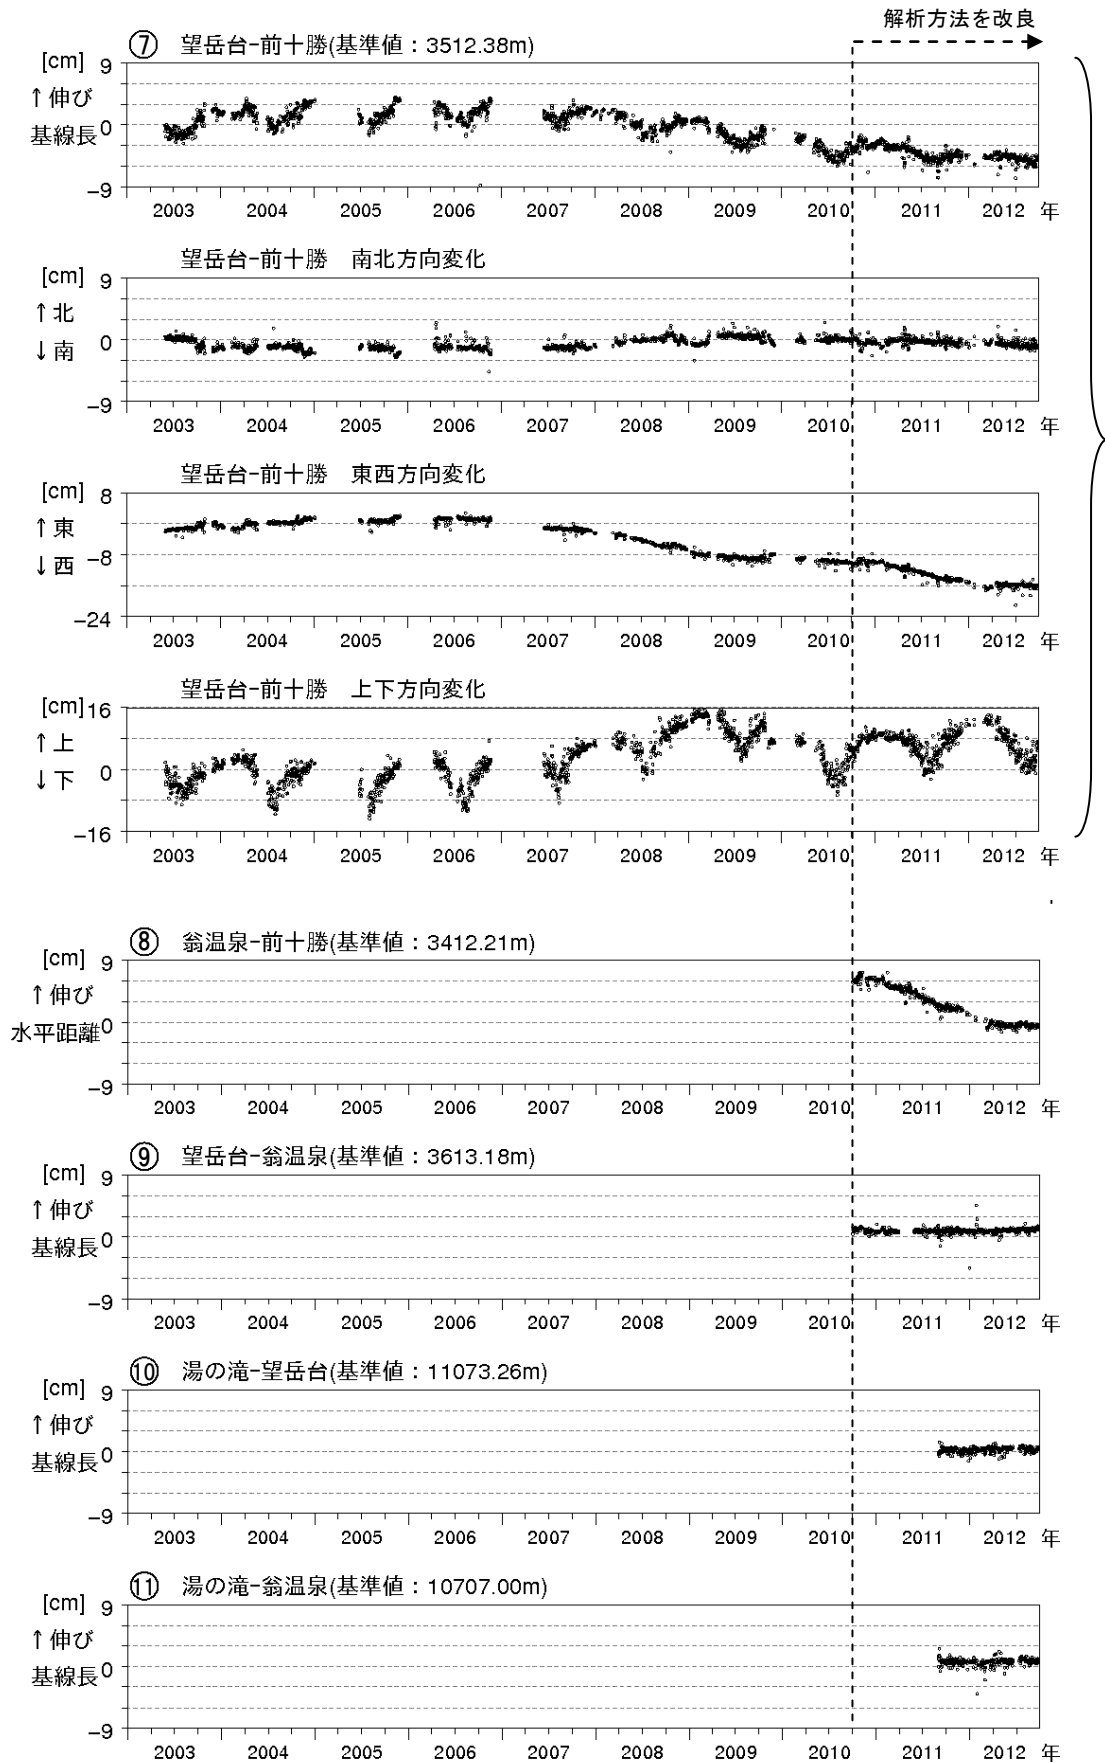 解析方法を改良
⑦ 望岳台-前十勝(基準値：3512.38m)
[cm] 9
↑伸び
基線長 0
-9
2003 2004 2005 2006 2007 2008 2009 2010 2011 2012 年
望岳台-前十勝 南北方向変化
[cm] 9
↑北
0
↓南
-9
2003 2004 2005 2006 2007 2008 2009 2010 2011 2012 年
望岳台-前十勝 東西方向変化
[cm] 8
↑東
-8
↓西
-24
2003 2004 2005 2006 2007 2008 2009 2010 2011 2012 年
望岳台-前十勝 上下方向変化
[cm] 16
↑上
0
↓下
-16
2003 2004 2005 2006 2007 2008 2009 2010 2011 2012 年
⑧ 翁温泉-前十勝(基準値：3412.21m)
[cm] 9
↑伸び
水平距離 0
-9
2003 2004 2005 2006 2007 2008 2009 2010 2011 2012 年
⑨ 望岳台-翁温泉(基準値：3613.18m)
[cm] 9
↑伸び
基線長 0
-9
2003 2004 2005 2006 2007 2008 2009 2010 2011 2012 年
⑩ 湯の滝-望岳台(基準値：11073.26m)
[cm] 9
↑伸び
基線長 0
-9
2003 2004 2005 2006 2007 2008 2009 2010 2011 2012 年
⑪ 湯の滝-翁温泉(基準値：10707.00m)
[cm] 9
↑伸び
基線長 0
-9
2003 2004 2005 2006 2007 2008 2009 2010 2011 2012 年